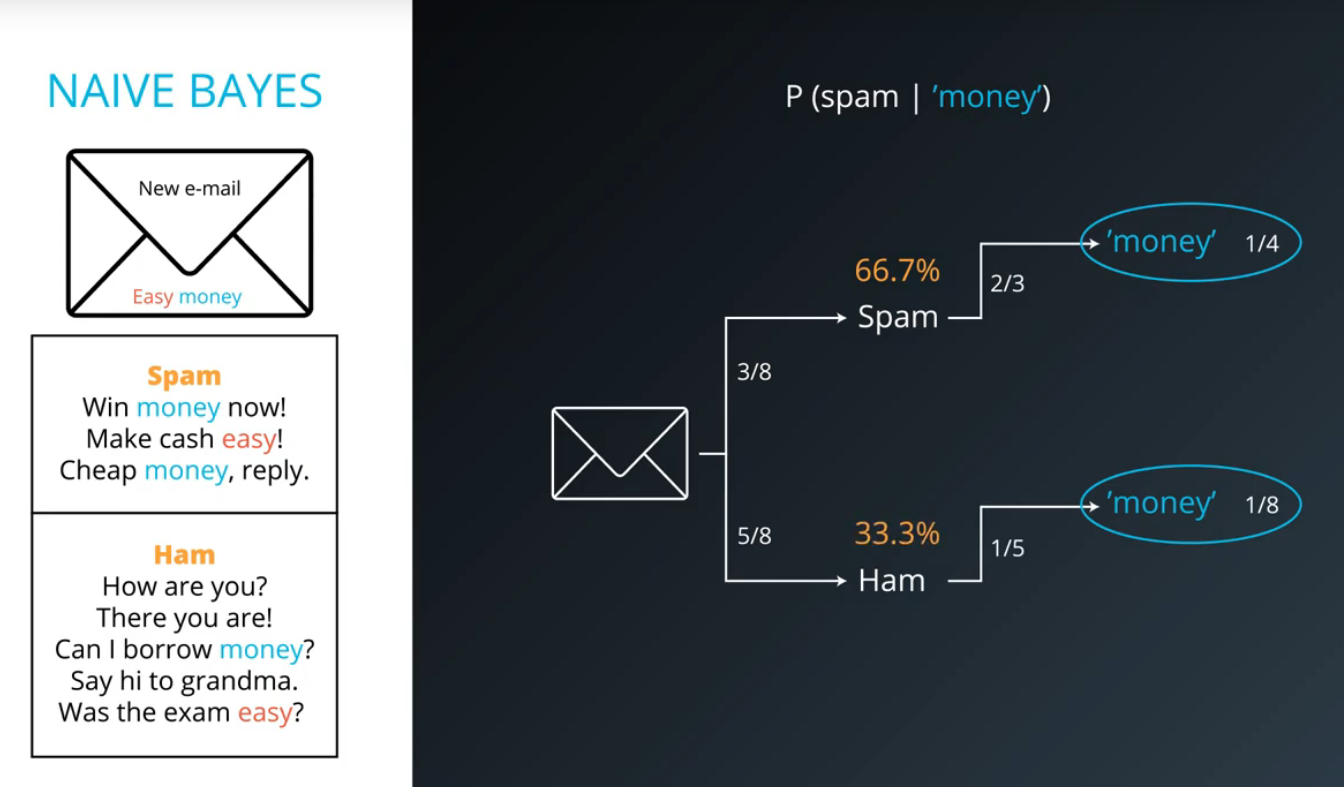 NAIVE BAYES
New e-mail
Easy money
Spam
Win money now!
Make cash easy!
Cheap money, reply.
Ham
How are you?
There you are!
Can I borrow money?
Say hi to grandma.
Was the exam easy?
P (spam | ’money’)
’money’ 1/4
66.7%
2/3
Spam
3/8
’money’ 1/8
5/8
33.3%
1/5
Ham